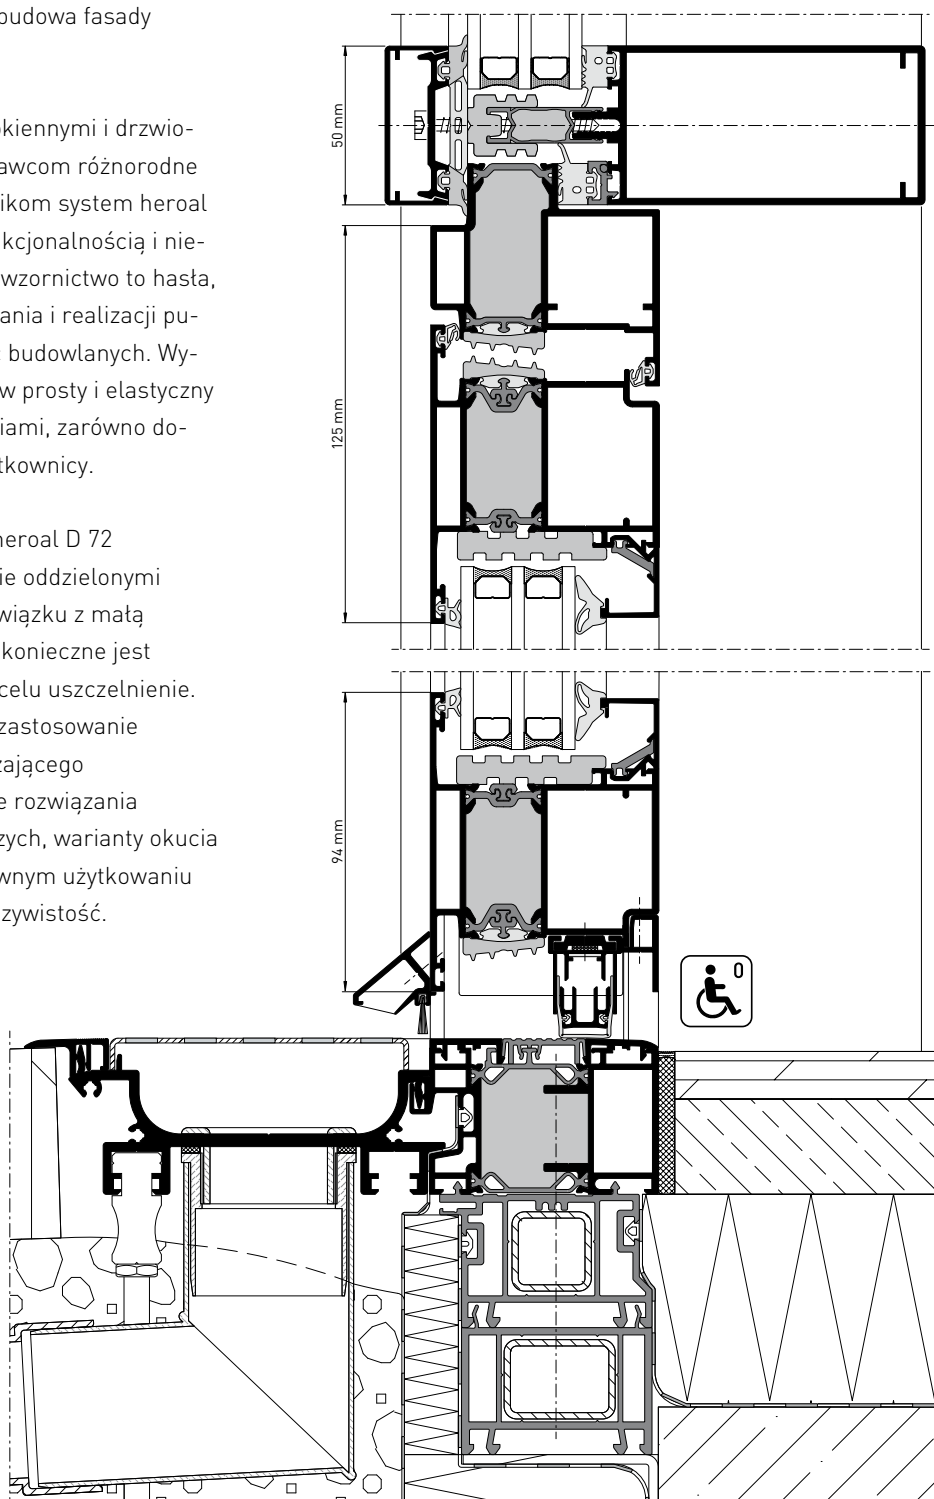 budowa fasady
okiennymi i drzwio-
awcom różnorodne
ikom system heroal
kcjonalnością i nie-
wzornictwo to hasła,
ania i realizacji pu-
budowlanych. Wy-
w prosty i elastyczny
iami, zarówno do-
tkownicy.
heroal D 72
ie oddzielonymi
wiązku z małą
konieczne jest
celu uszczelnienie.
zastosowanie
zającego
e rozwiązania
zych, warianty okucia
wnym użytkowaniu
zywistość.
50 mm
125 mm
94 mm
0